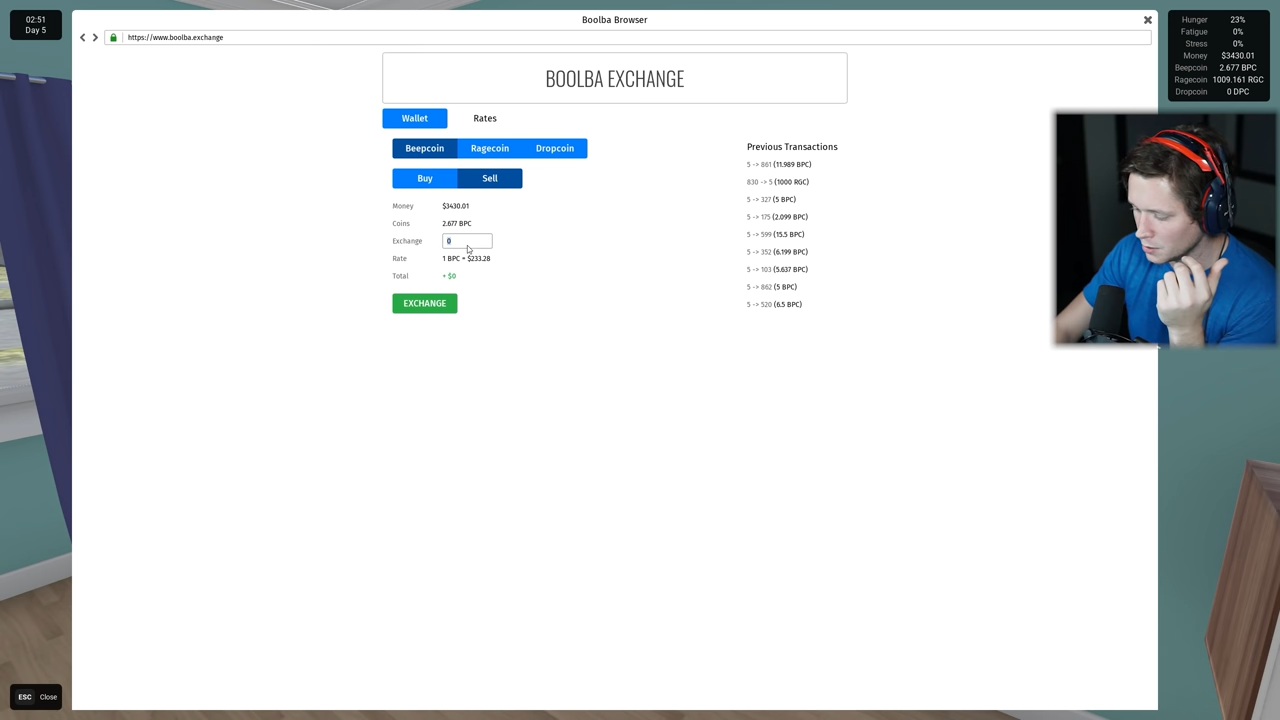 02:51
Day 5
Boolba Browser
https://www.boolba.exchange
Hunger 23%
Fatigue 0%
Stress 0%
Money $3430.01
Beepcoin 2.677 BPC
Ragecoin 1009.161 RGC
Dropcoin 0 DPC
BOOLBA EXCHANGE
Wallet Rates
Beepcoin Ragecoin Dropcoin
Buy Sell
Money $3430.01
Coins 2.677 BPC
Exchange 0
Rate 1 BPC = $233.28
Total + $0
EXCHANGE
Previous Transactions
5 -> 861 (11.989 BPC)
830 -> 5 (1000 RGC)
5 -> 327 (5 BPC)
5 -> 175 (2.099 BPC)
5 -> 599 (15.5 BPC)
5 -> 352 (6.199 BPC)
5 -> 103 (5.637 BPC)
5 -> 862 (5 BPC)
5 -> 520 (6.5 BPC)
ESC Close